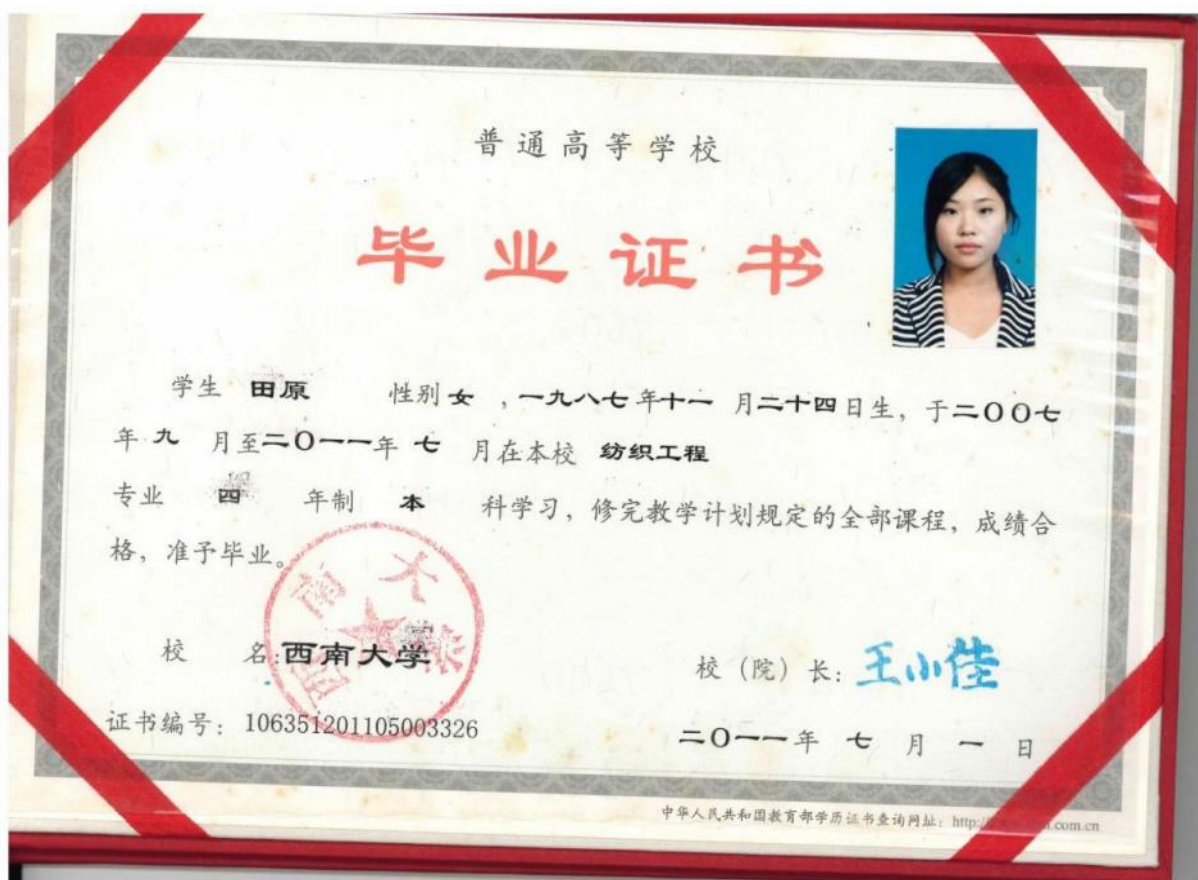 普通高等学校
毕业证书
学生 田原 性别 女 ，一九八七年十一月二十四日生，于二〇〇七
年九月至二〇一一年七月在本校 纺织工程
专业 四 年制 本 科学习，修完教学计划规定的全部课程，成绩合
格，准予毕业。
西南大学
校 名：西南大学
校（院）长：王小佳
证书编号：106351201105003326
二〇一一年七月一日
中华人民共和国教育部学历证书查询网址：http:/ com.cn